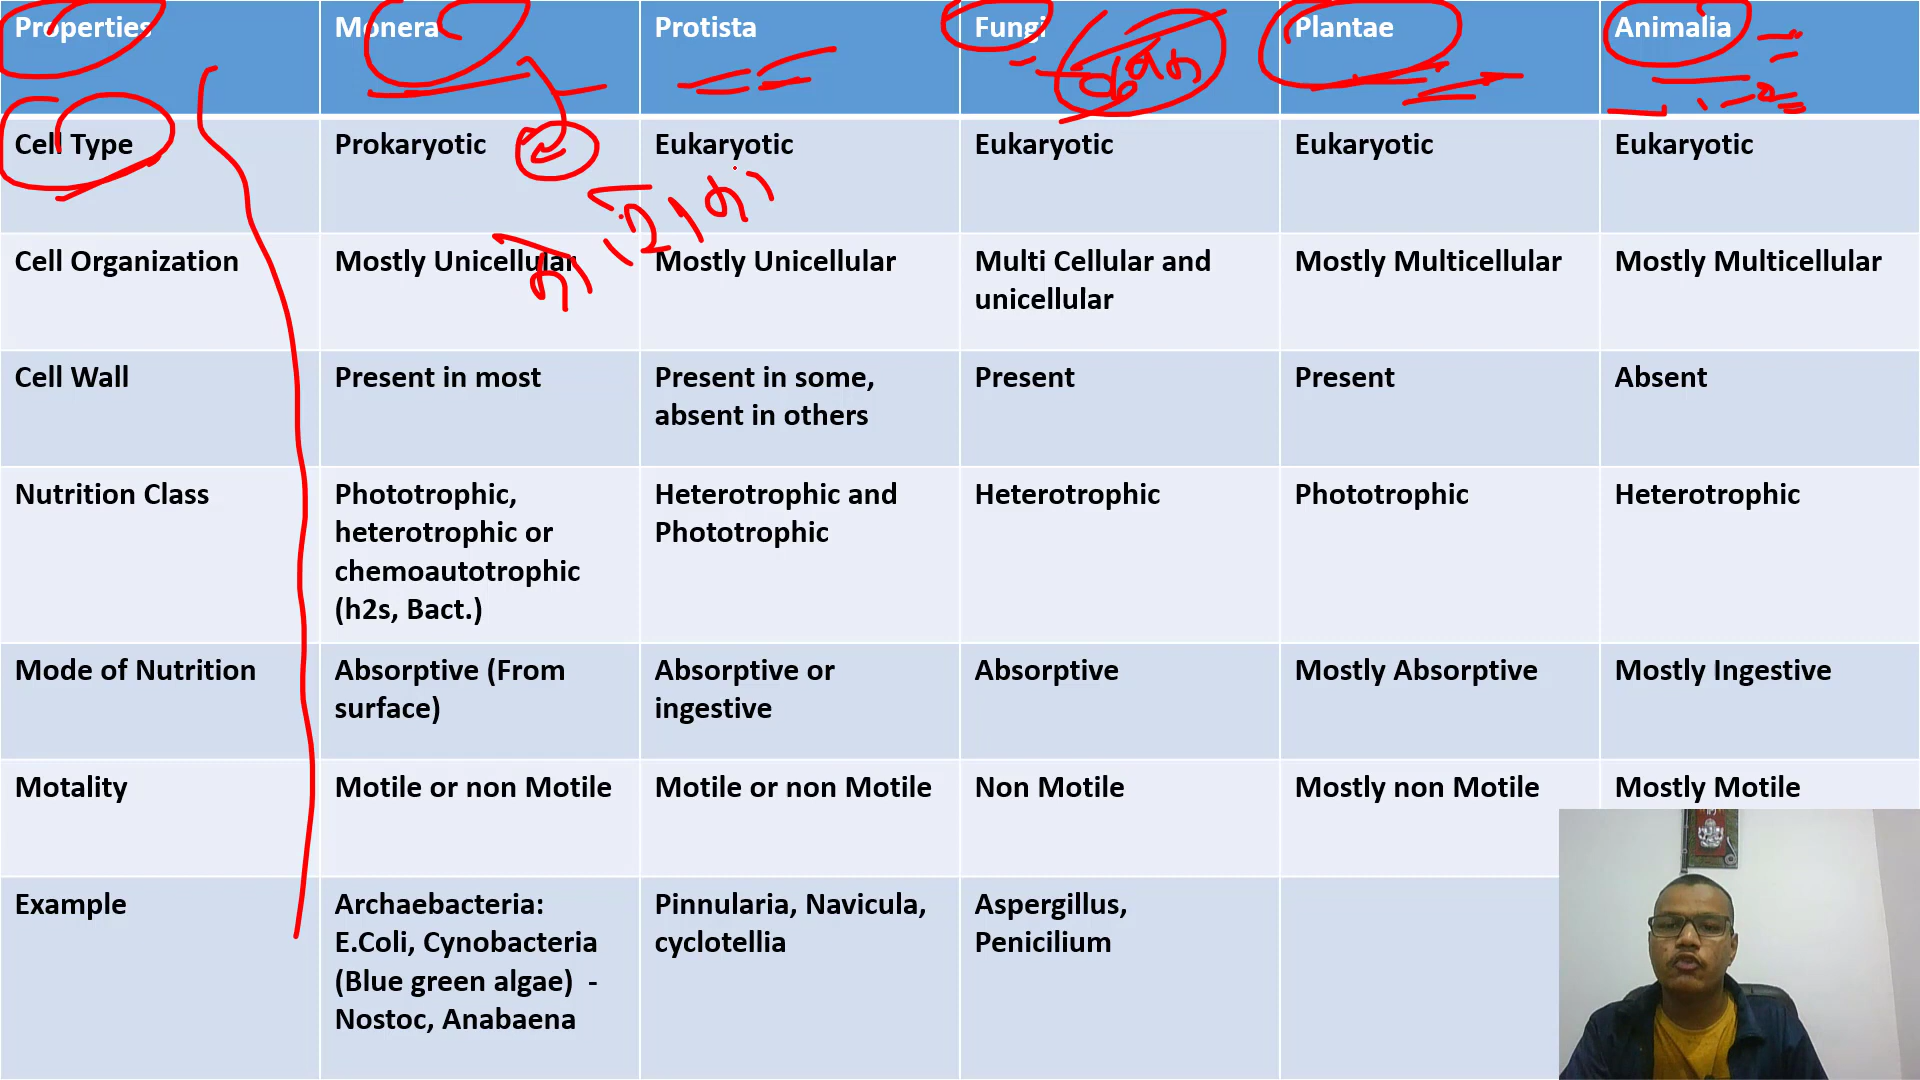 Properties
Monera
Protista
Fungi
Plantae
Animalia
Cell Type
Prokaryotic
Eukaryotic
Eukaryotic
Eukaryotic
Eukaryotic
Cell Organization
Mostly Unicellular
Mostly Unicellular
Multi Cellular and
unicellular
Mostly Multicellular
Mostly Multicellular
Cell Wall
Present in most
Present in some,
absent in others
Present
Present
Absent
Nutrition Class
Phototrophic,
heterotrophic or
chemoautotrophic
(h2s, Bact.)
Heterotrophic and
Phototrophic
Heterotrophic
Phototrophic
Heterotrophic
Mode of Nutrition
Absorptive (From
surface)
Absorptive or
ingestive
Absorptive
Mostly Absorptive
Mostly Ingestive
Motality
Motile or non Motile
Motile or non Motile
Non Motile
Mostly non Motile
Mostly Motile
Example
Archaebacteria:
E.Coli, Cynobacteria
(Blue green algae)  -
Nostoc, Anabaena
Pinnularia, Navicula,
cyclotellia
Aspergillus,
Penicilium